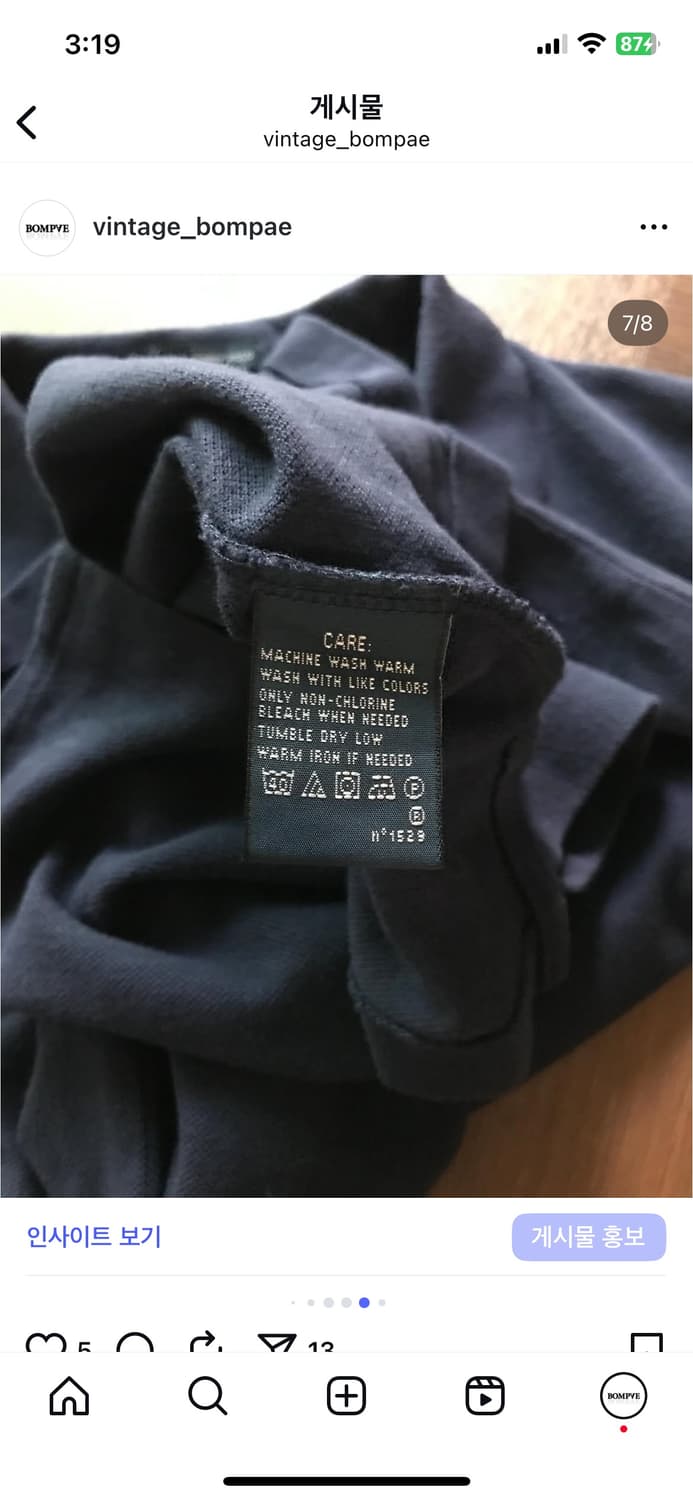 3:19
87
게시물
vintage_bompae
BOMPVE
vintage_bompae
7/8
CARE:
MACHINE WASH WARM
WASH WITH LIKE COLORS
ONLY NON-CHLORINE
BLEACH WHEN NEEDED
TUMBLE DRY LOW
WARM IRON IF NEEDED
40 P
R
n°1529
인사이트 보기
게시물 홍보
5 13
BOMPVE